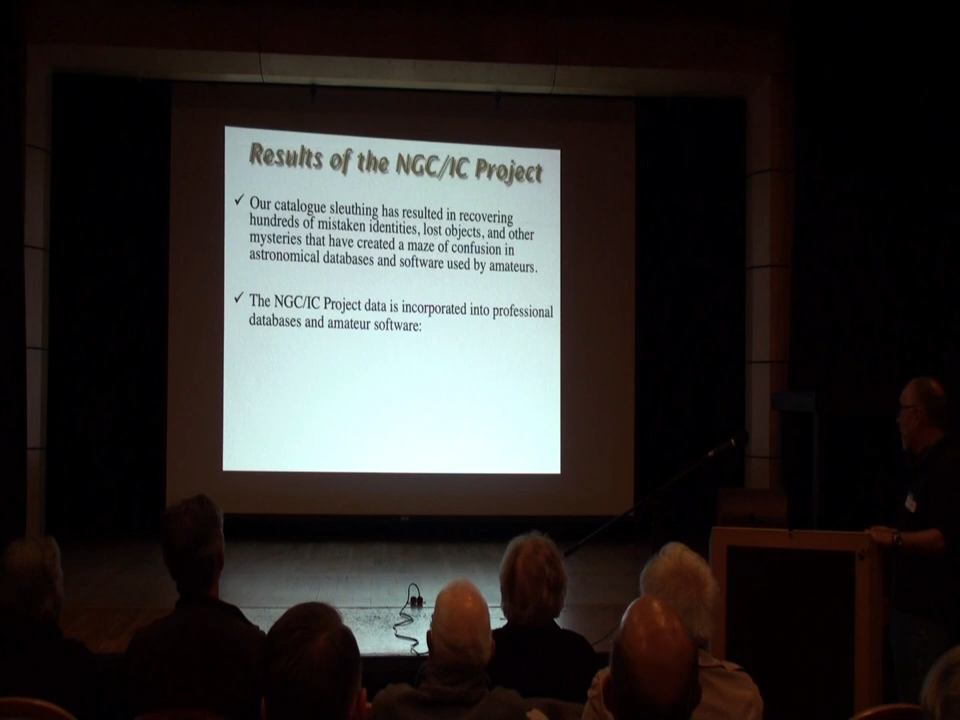 Results of the NGC/IC Project
✓ Our catalogue sleuthing has resulted in recovering
hundreds of mistaken identities, lost objects, and other
mysteries that have created a maze of confusion in
astronomical databases and software used by amateurs.
✓ The NGC/IC Project data is incorporated into professional
databases and amateur software: